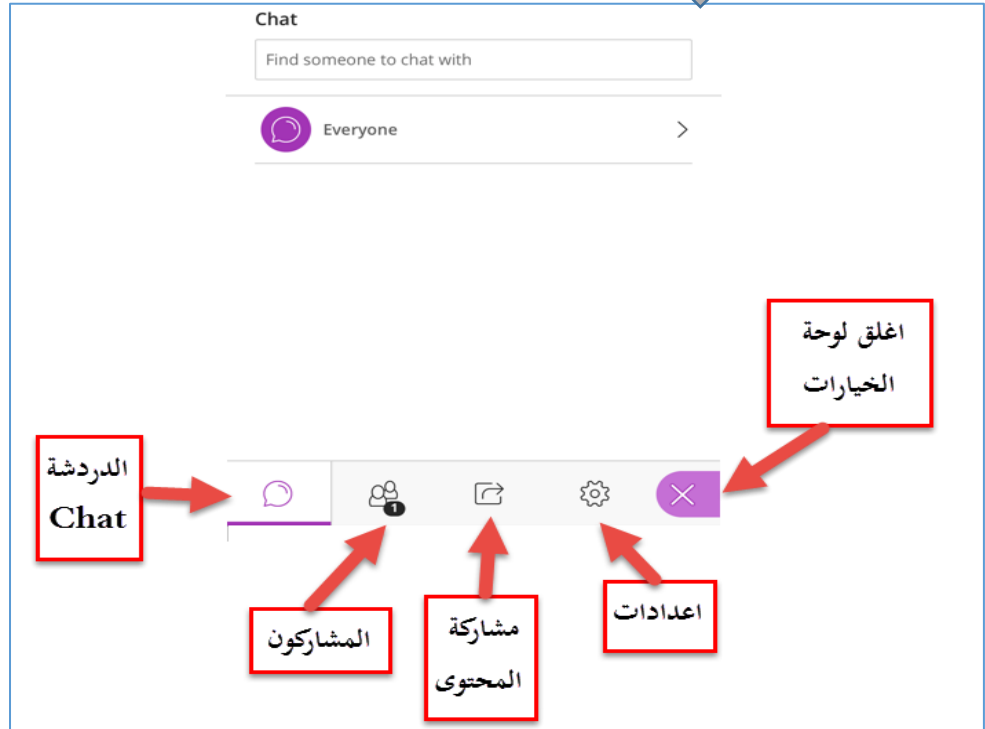 Chat
Find someone to chat with
Everyone
اغلق لوحة
الخيارات
الدردشة
Chat
1
المشاركون
مشاركة
المحتوى
اعدادات